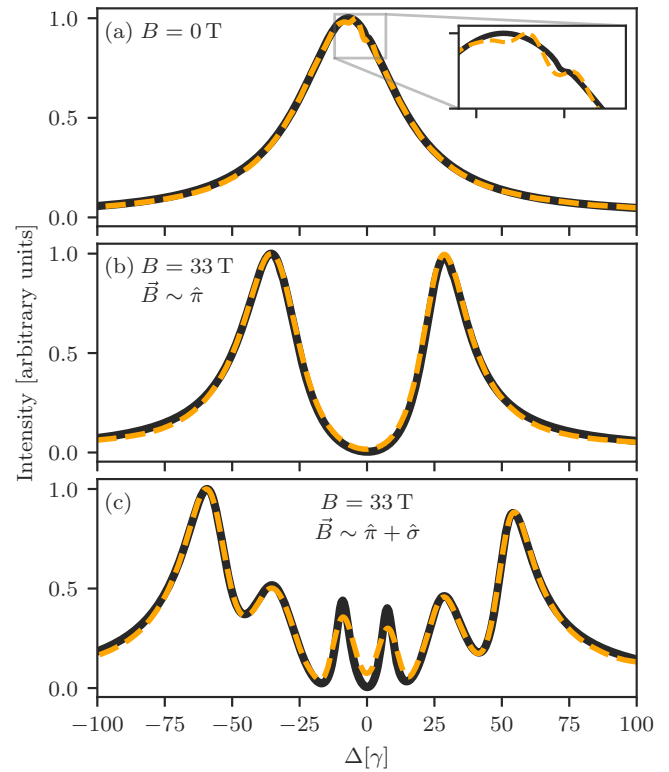 (a) B = 0 T
1.0
0.5
0.0
(b) B = 33 T
B⃗ ∼ π̂
1.0
0.5
0.0
Intensity [arbitrary units]
(c) B = 33 T
B⃗ ∼ π̂ + σ̂
1.0
0.5
0.0
−100 −75 −50 −25 0 25 50 75 100
Δ[γ]